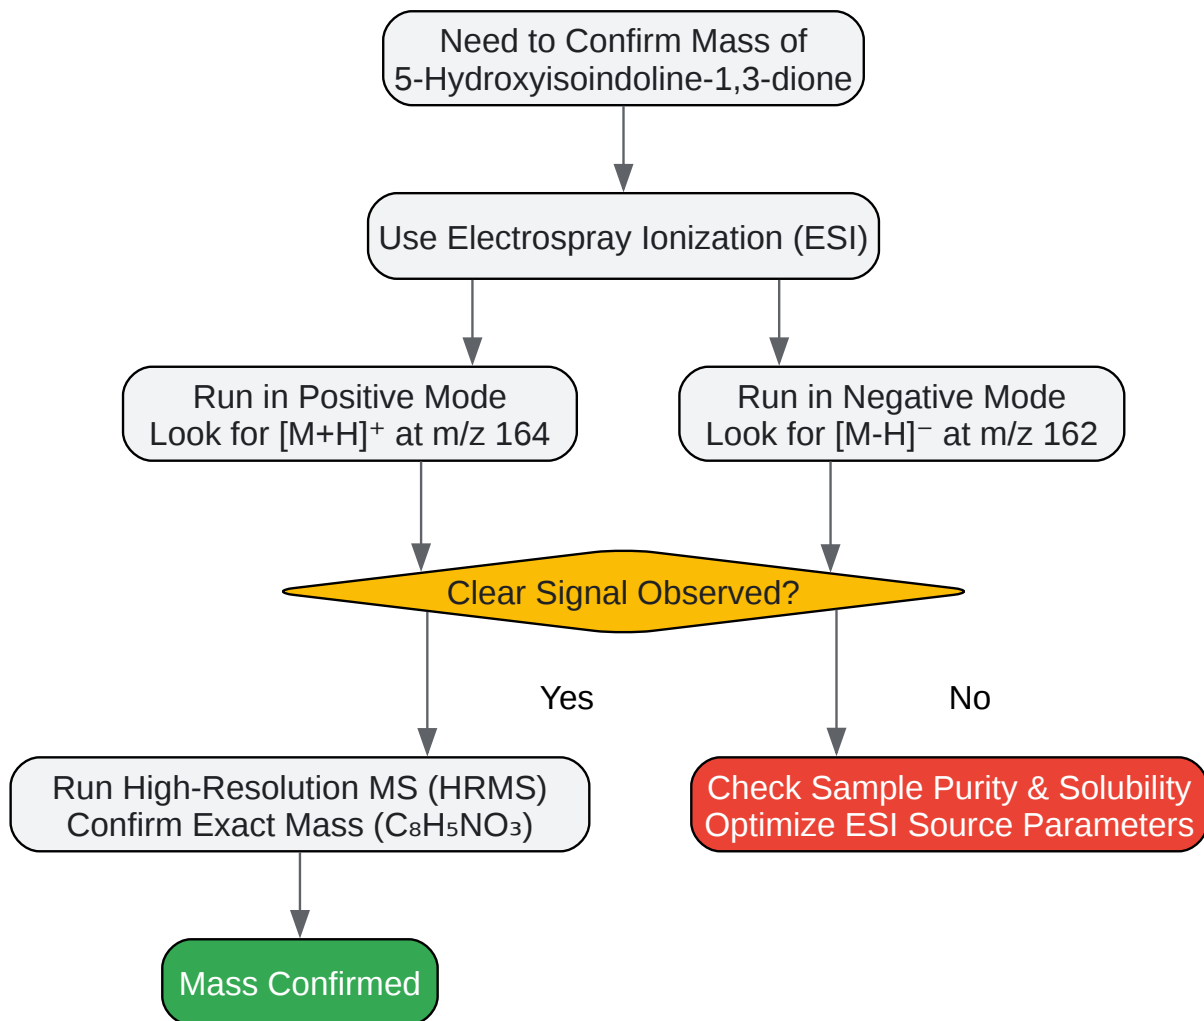 Need to Confirm Mass of
5-Hydroxyisoindoline-1,3-dione
Use Electrospray Ionization (ESI)
Run in Positive Mode
Look for [M+H]⁺ at m/z 164
Run in Negative Mode
Look for [M-H]⁻ at m/z 162
Clear Signal Observed?
Yes
No
Run High-Resolution MS (HRMS)
Confirm Exact Mass (C₈H₅NO₃)
Check Sample Purity & Solubility
Optimize ESI Source Parameters
Mass Confirmed